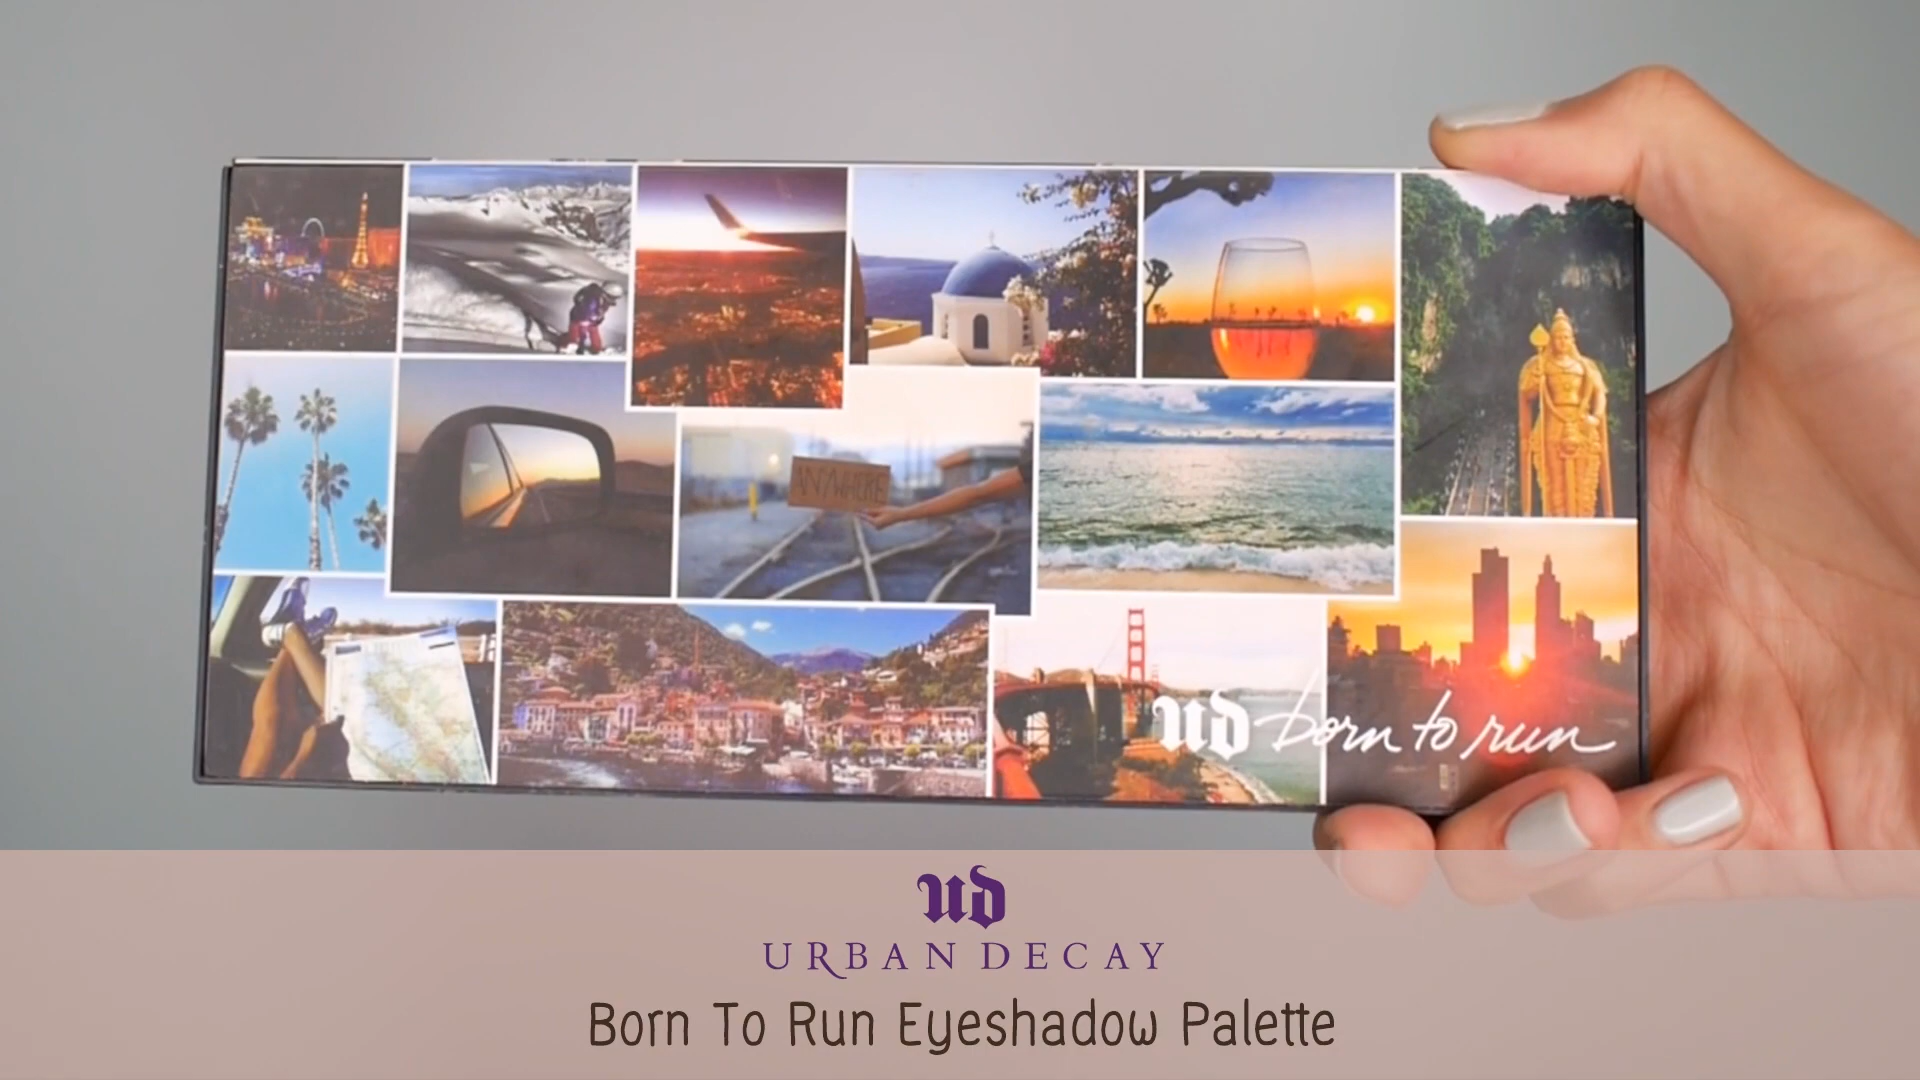 ANYWHERE
ud born to run
ud
URBAN DECAY
Born To Run Eyeshadow Palette